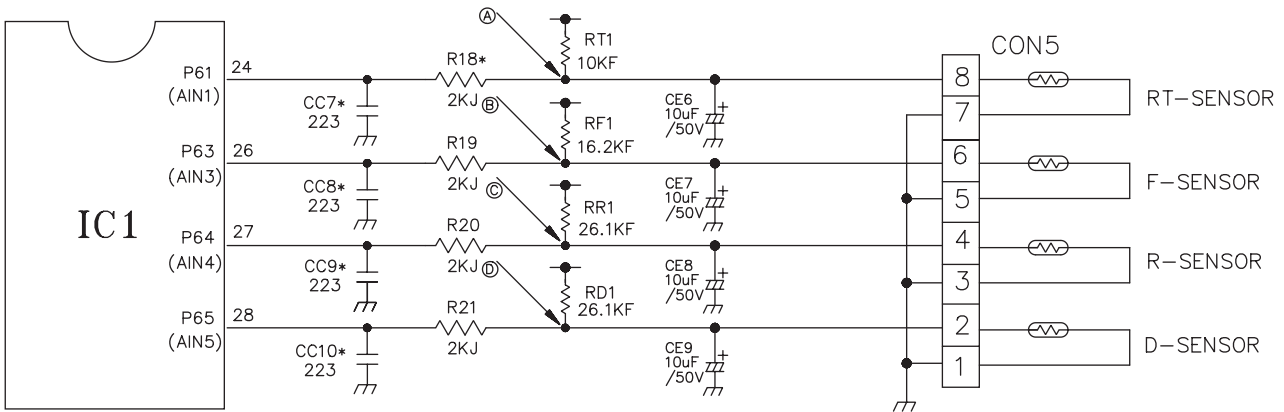 Ⓐ
RT1
10KF
CON5
P61
(AIN1)
24
R18*
2KJ
CC7*
223
CE6
10uF
/50V
8
7
RT-SENSOR
Ⓑ
RF1
16.2KF
P63
(AIN3)
26
R19
2KJ
CC8*
223
CE7
10uF
/50V
6
5
F-SENSOR
IC1
Ⓒ
RR1
26.1KF
P64
(AIN4)
27
R20
2KJ
CC9*
223
CE8
10uF
/50V
4
3
R-SENSOR
Ⓓ
RD1
26.1KF
P65
(AIN5)
28
R21
2KJ
CC10*
223
CE9
10uF
/50V
2
1
D-SENSOR